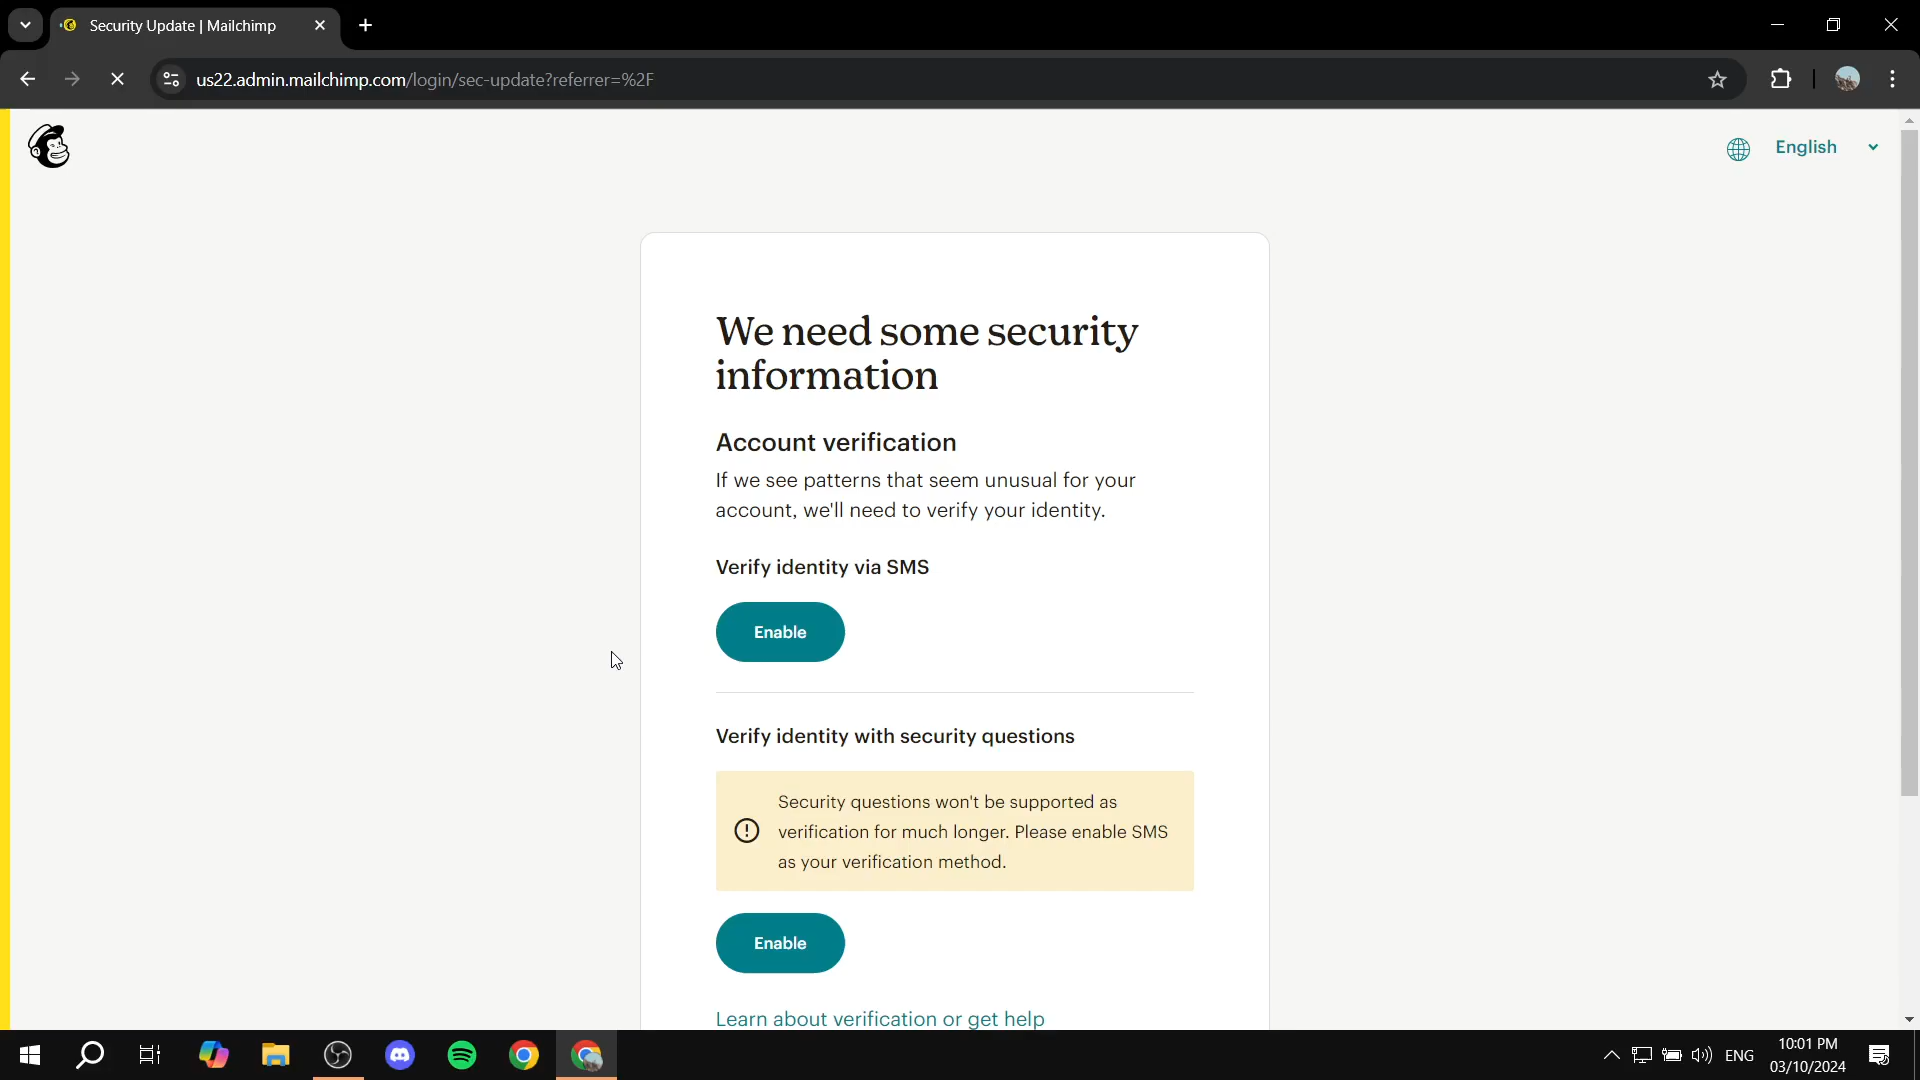 Security Update | Mailchimp
us22.admin.mailchimp.com/login/sec-update?referrer=%2F
English
We need some security
information
Account verification
If we see patterns that seem unusual for your
account, we'll need to verify your identity.
Verify identity via SMS
Enable
Verify identity with security questions
Security questions won't be supported as
verification for much longer. Please enable SMS
as your verification method.
Enable
Learn about verification or get help
ENG
10:01 PM
03/10/2024